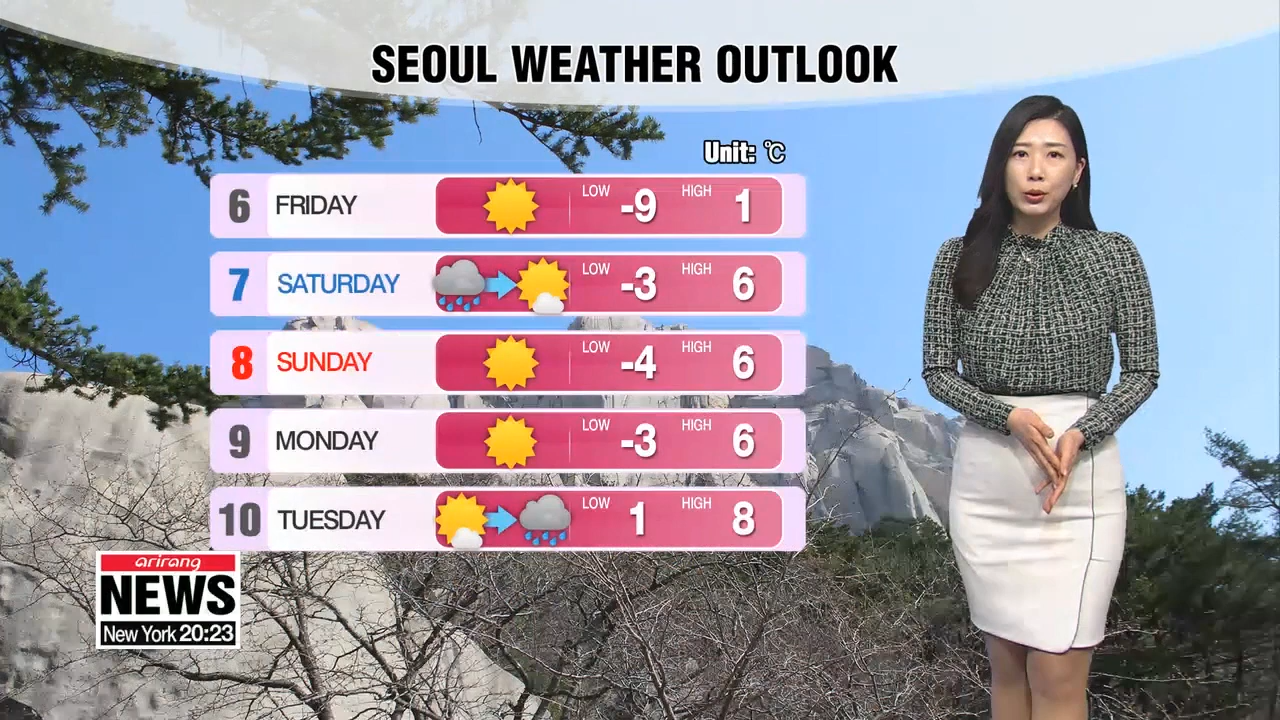 SEOUL WEATHER OUTLOOK
Unit: ℃
6 FRIDAY LOW -9 HIGH 1
7 SATURDAY LOW -3 HIGH 6
8 SUNDAY LOW -4 HIGH 6
9 MONDAY LOW -3 HIGH 6
10 TUESDAY LOW 1 HIGH 8
arirang
NEWS
New York 20:23